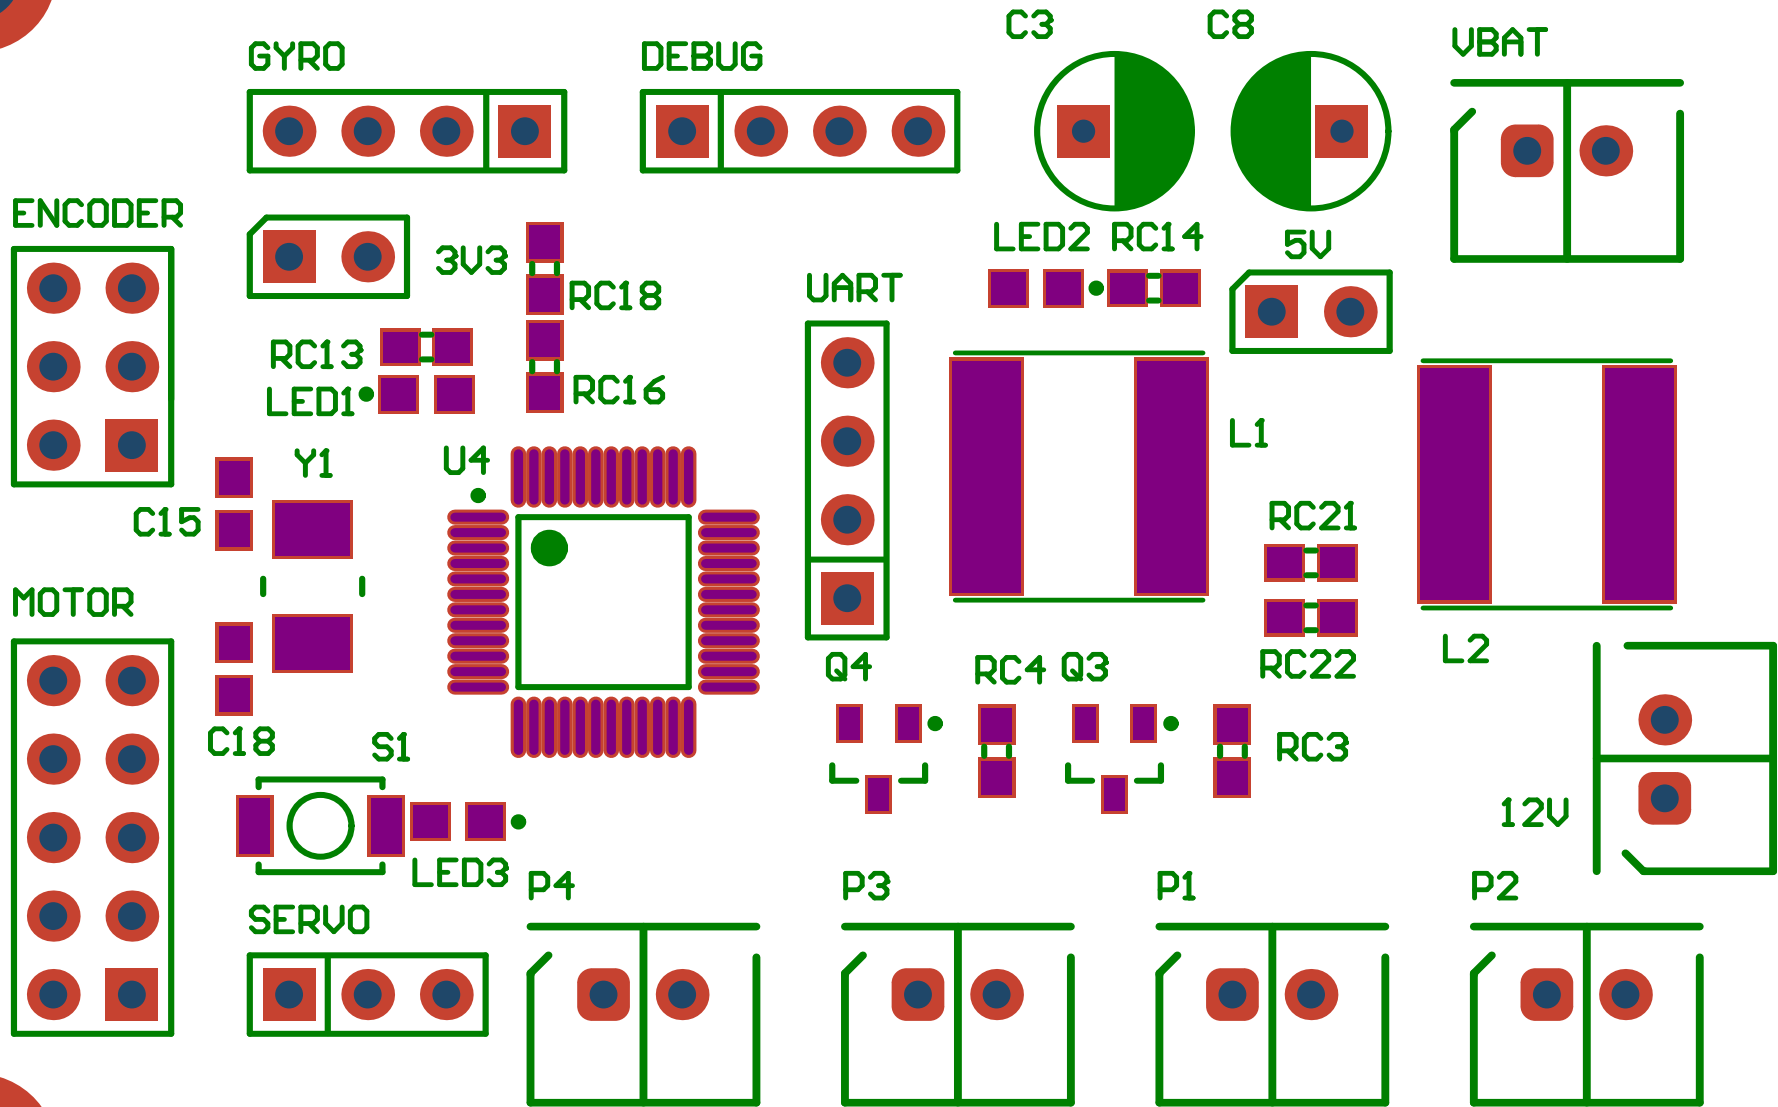 C3
C8
GYRO
DEBUG
VBAT
ENCODER
3V3
LED2
RC14
5V
RC18
UART
RC13
LED1
RC16
L1
Y1
U4
C15
RC21
MOTOR
L2
Q4
RC4
Q3
RC22
C18
S1
RC3
12V
LED3
P4
P3
P1
P2
SERVO